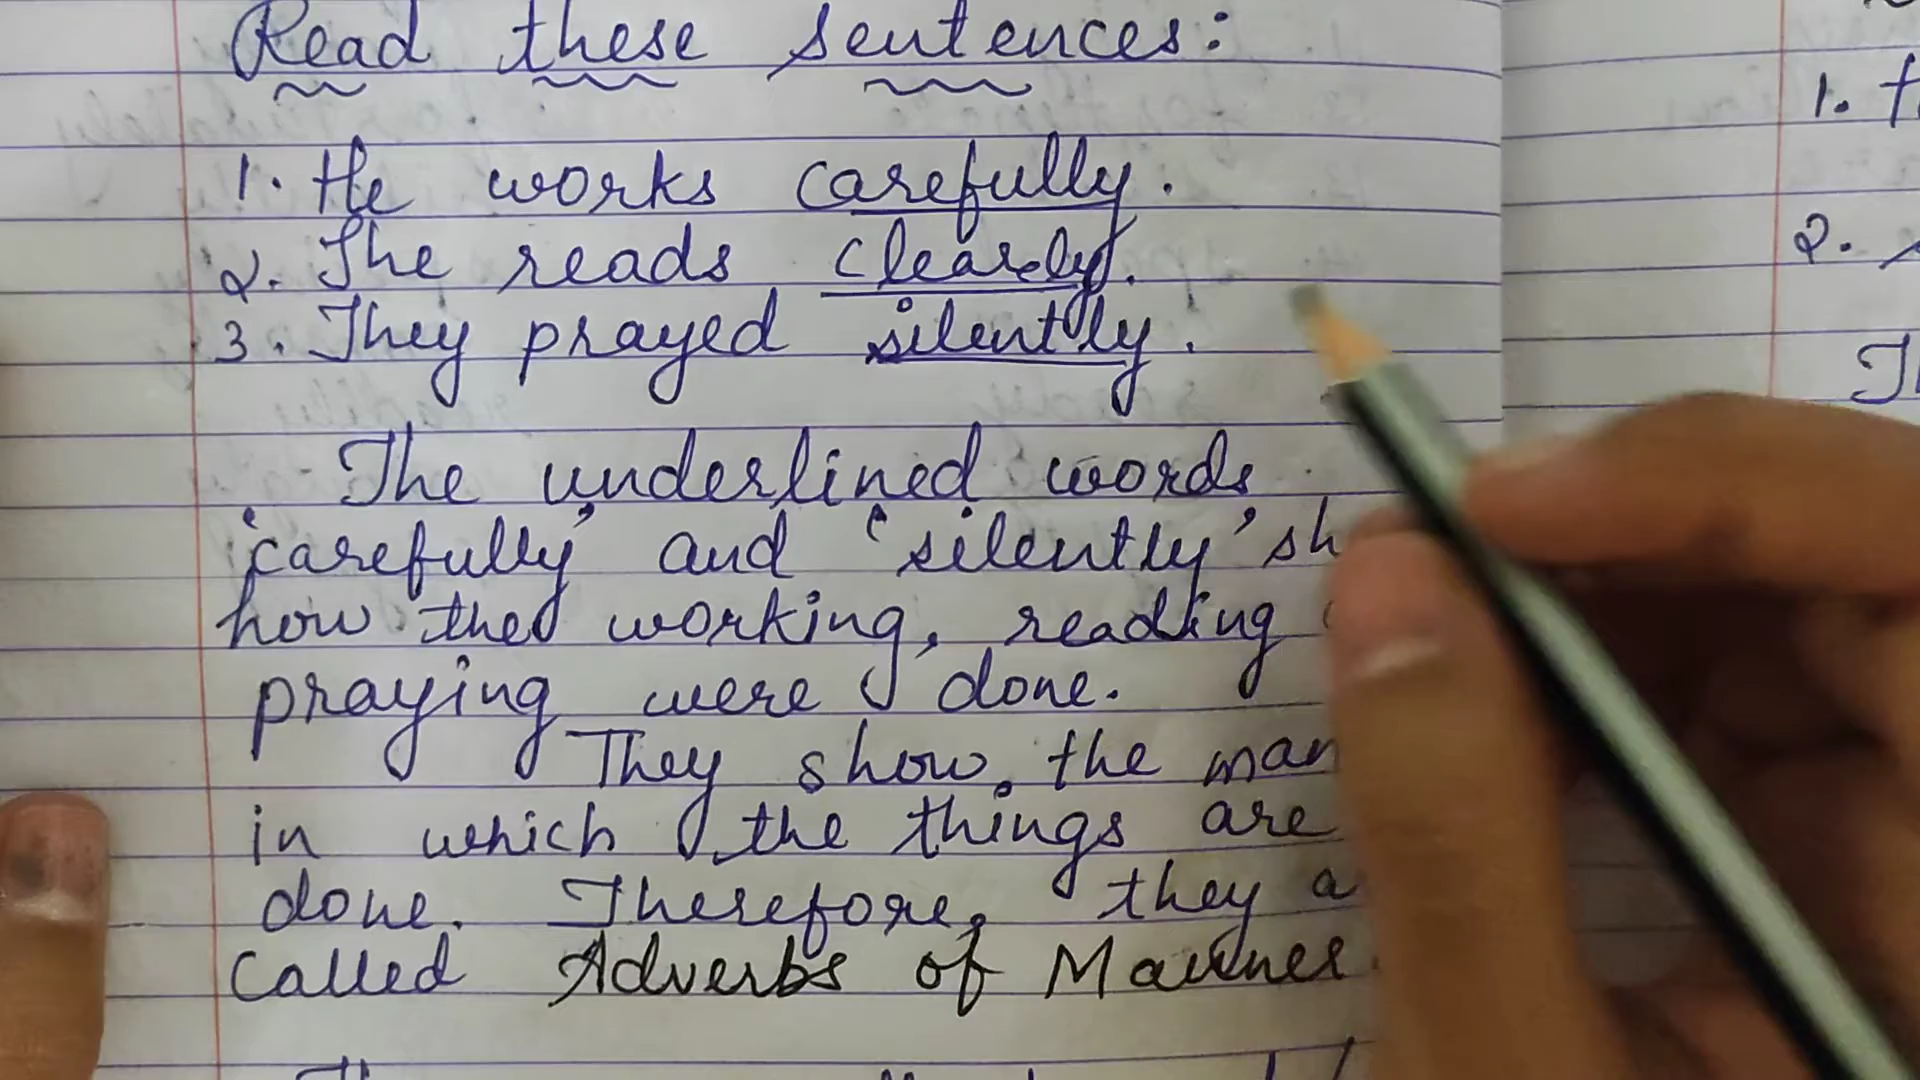 Read these sentences:
1. He works carefully.
2. She reads clearly.
3. They prayed silently.
The underlined words
'carefully' and 'silently' sh
how the working, reading
praying were done.
They show, the man
in which the things are
done. Therefore, they a
called Adverbs of Manner
1. t
2.